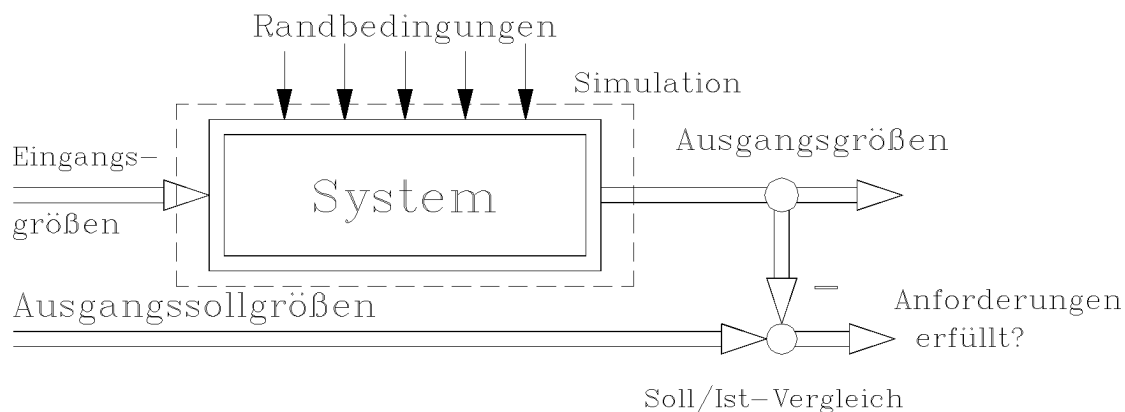 Randbedingungen
Simulation
Eingangs-
größen
System
Ausgangsgrößen
Ausgangssollgrößen
Anforderungen
erfüllt?
Soll/Ist-Vergleich